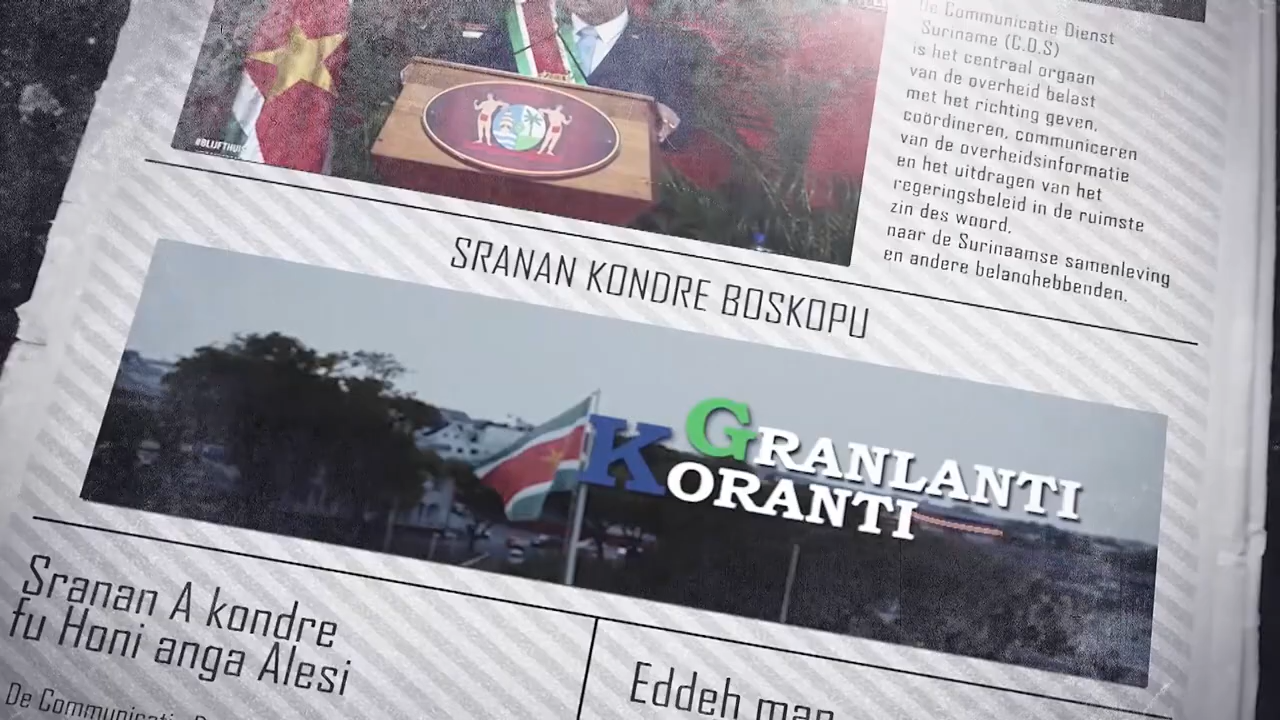 De Communicatie Dienst
Suriname (C.D.S)
is het centraal orgaan
van de overheid belast
met het richting geven,
coördineren, communiceren
van de overheidsinformatie
en het uitdragen van het
regeringsbeleid in de ruimste
zin des woord.
naar de Surinaamse samenleving
en andere belanghebbenden.
SRANAN KONDRE BOSKOPU
GRANLANTI
KORANTI
Sranan A kondre
fu Honi anga Alesi
De
Eddeh man